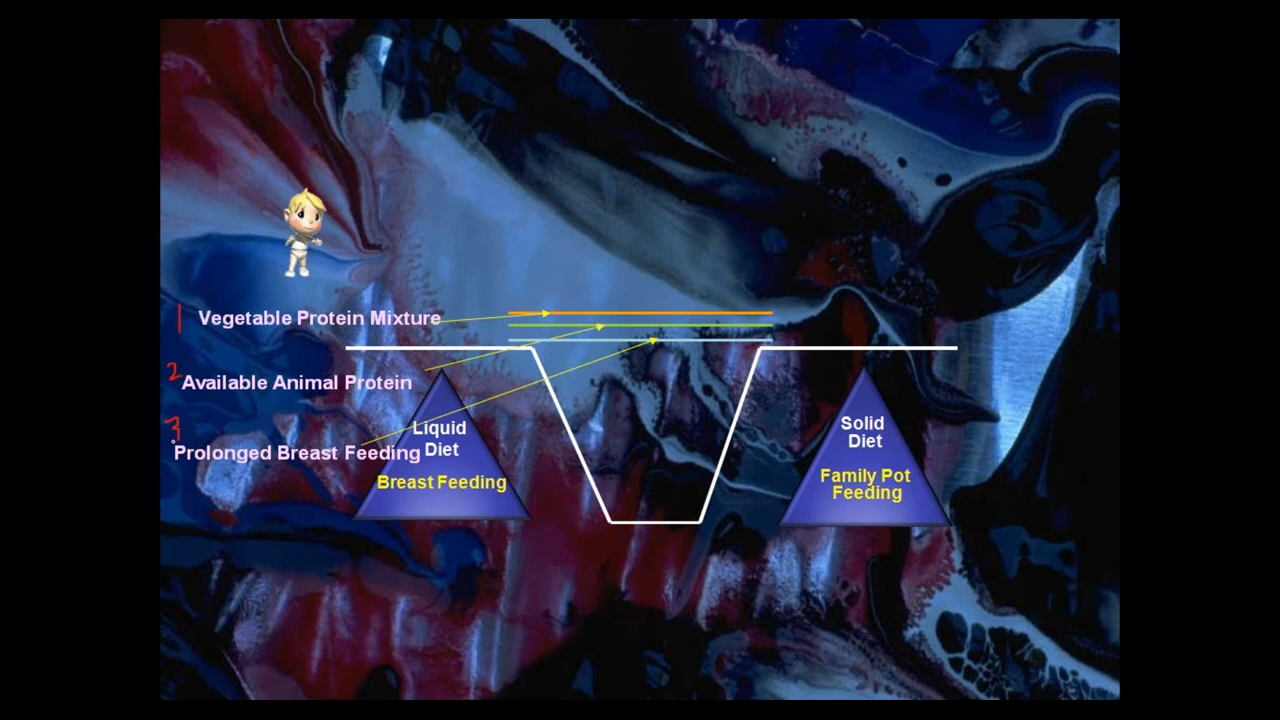 1 Vegetable Protein Mixture
2 Available Animal Protein
3 Prolonged Breast Feeding
Liquid
Diet
Breast Feeding
Solid
Diet
Family Pot
Feeding